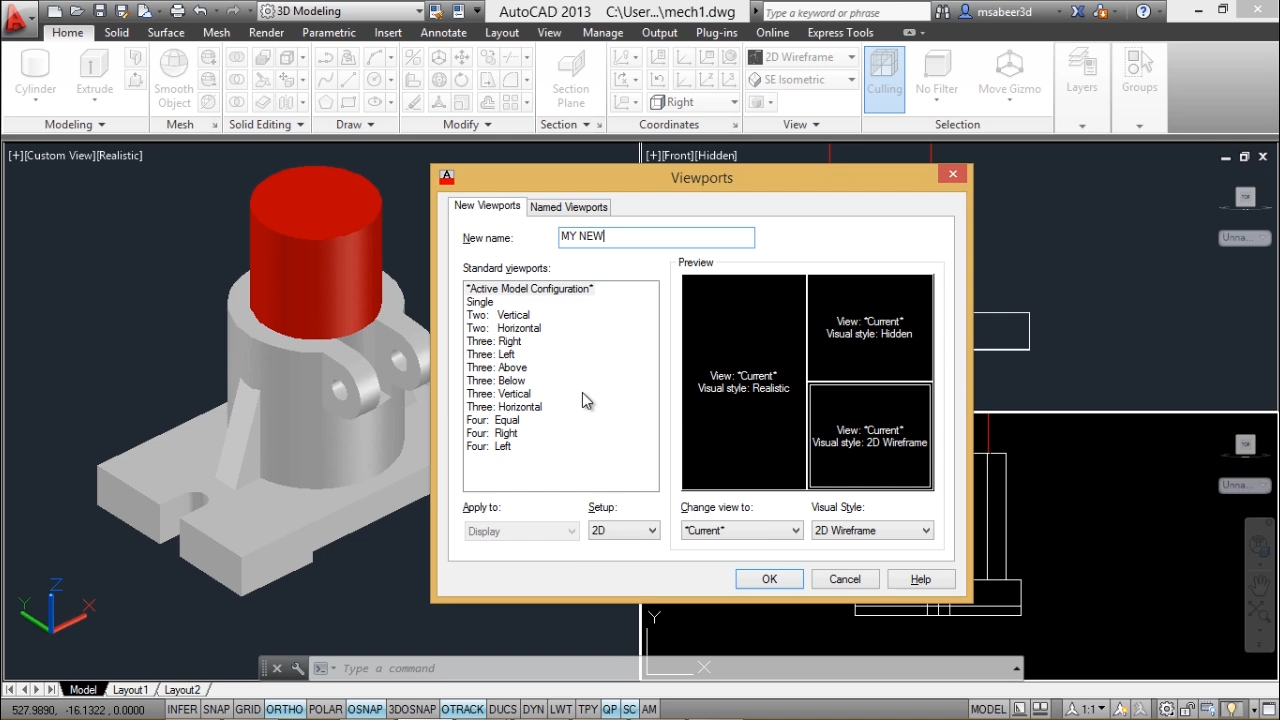 3D Modeling
AutoCAD 2013 C:\User...\mech1.dwg
Type a keyword or phrase
msabeer3d
Home Solid Surface Mesh Render Parametric Insert Annotate Layout View Manage Output Plug-ins Online Express Tools
2D Wireframe
SE Isometric
Right
Cylinder
Extrude
Smooth
Object
Section
Plane
Culling
No Filter
Move Gizmo
Layers
Groups
Modeling Mesh Solid Editing Draw Modify Section Coordinates View Selection
[+][Custom View][Realistic]
[+][Front][Hidden]
TOP
Unna...
Viewports
New Viewports
Named Viewports
New name:
MY NEW
Standard viewports:
*Active Model Configuration*
Single
Two: Vertical
Two: Horizontal
Three: Right
Three: Left
Three: Above
Three: Below
Three: Vertical
Three: Horizontal
Four: Equal
Four: Right
Four: Left
Preview
View: *Current*
Visual style: Realistic
View: *Current*
Visual style: Hidden
View: *Current*
Visual style: 2D Wireframe
Apply to:
Display
Setup:
2D
Change view to:
*Current*
Visual Style:
2D Wireframe
OK
Cancel
Help
TOP
Unna...
Z
Y
X
Y
X
Type a command
Model Layout1 Layout2
527.9890, -16.1322, 0.0000 INFER SNAP GRID ORTHO POLAR OSNAP 3DOSNAP OTRACK DUCS DYN LWT TPY QP SC AM MODEL 1:1